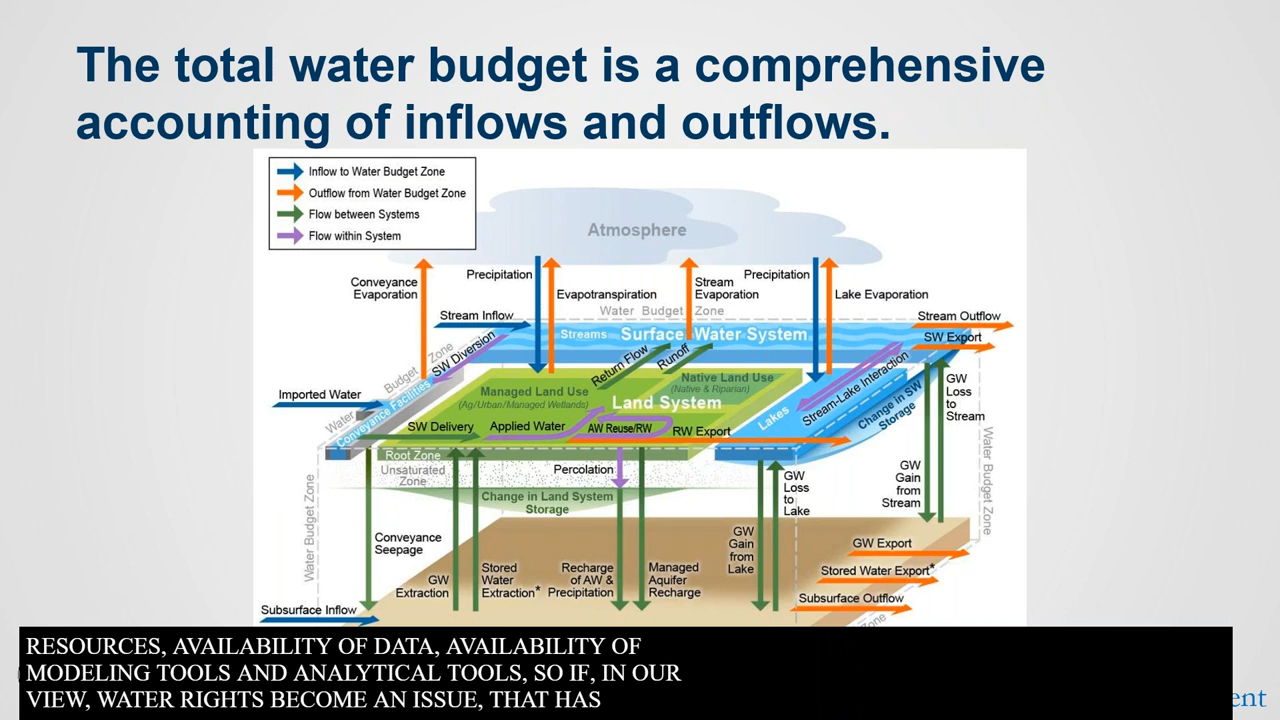 The total water budget is a comprehensive
accounting of inflows and outflows.
Inflow to Water Budget Zone
Outflow from Water Budget Zone
Flow between Systems
Flow within System
Atmosphere
Conveyance
Evaporation
Precipitation
Evapotranspiration
Stream
Evaporation
Precipitation
Lake Evaporation
Water Budget Zone
Stream Inflow
Stream Outflow
Streams
Surface Water System
SW Export
SW Diversion
Water Budget Zone
Return Flow
Runoff
Stream-Lake Interaction
Imported Water
Conveyance Facilities
Managed Land Use
(Ag/Urban/Managed Wetlands)
Native Land Use
(Native & Riparian)
Land System
Lakes
Change in SW
Storage
GW
Loss
to
Stream
SW Delivery
Applied Water
AW Reuse/RW
RW Export
Root Zone
Unsaturated
Zone
Percolation
Change in Land System
Storage
GW
Loss
to
Lake
GW
Gain
from
Stream
Water Budget Zone
Water Budget Zone
Conveyance
Seepage
GW
Extraction
Stored
Water
Extraction*
Recharge
of AW &
Precipitation
Managed
Aquifer
Recharge
GW
Gain
from
Lake
GW Export
Stored Water Export*
Subsurface Outflow
Subsurface Inflow
Zone
RESOURCES, AVAILABILITY OF DATA, AVAILABILITY OF
MODELING TOOLS AND ANALYTICAL TOOLS, SO IF, IN OUR
VIEW, WATER RIGHTS BECOME AN ISSUE, THAT HAS
ent